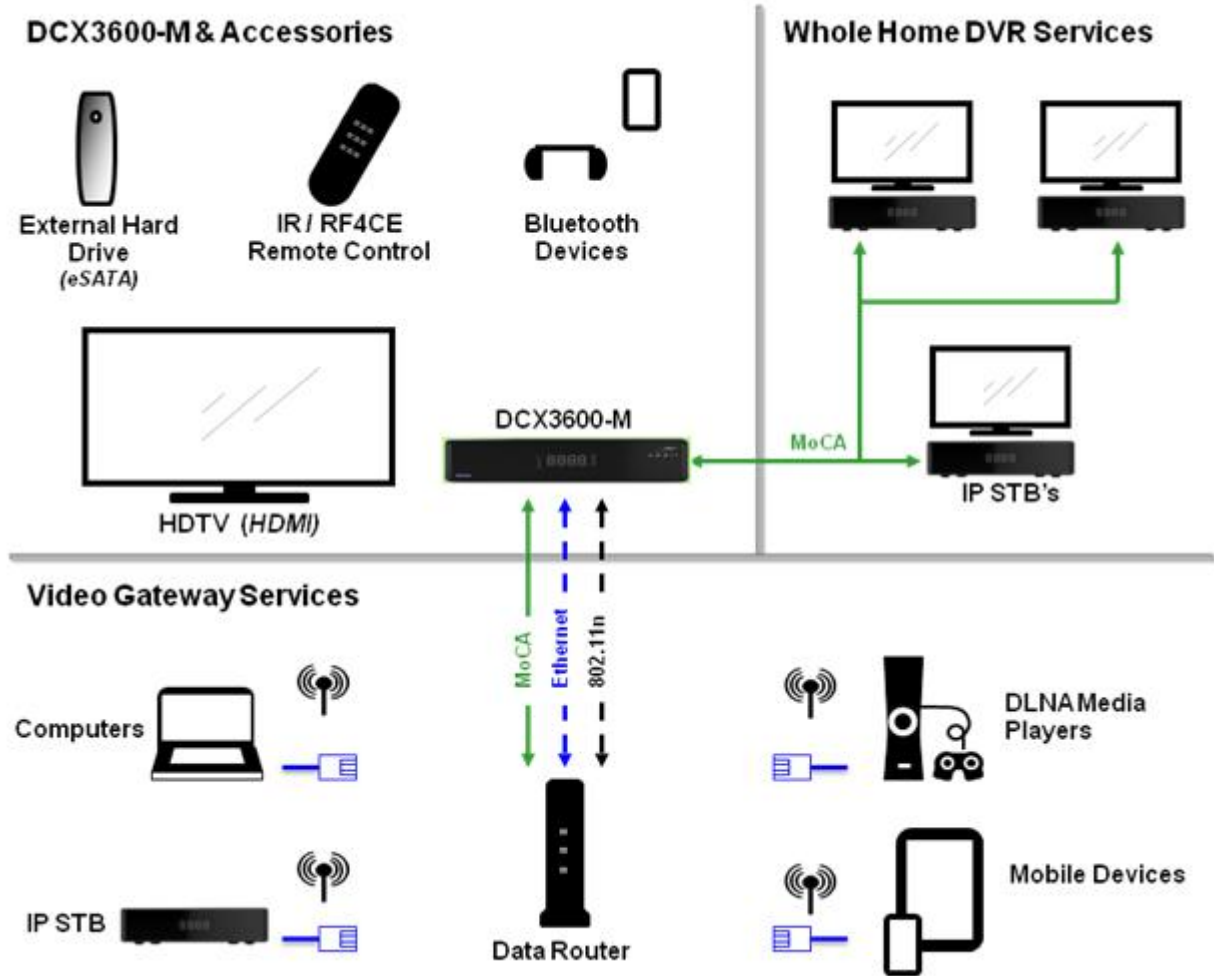 DCX3600-M & Accessories
Whole Home DVR Services
External Hard
Drive
(eSATA)
IR / RF4CE
Remote Control
Bluetooth
Devices
HDTV (HDMI)
DCX3600-M
MoCA
IP STB's
Video Gateway Services
MoCA
Ethernet
802.11n
Computers
DLNA Media
Players
IP STB
Data Router
Mobile Devices